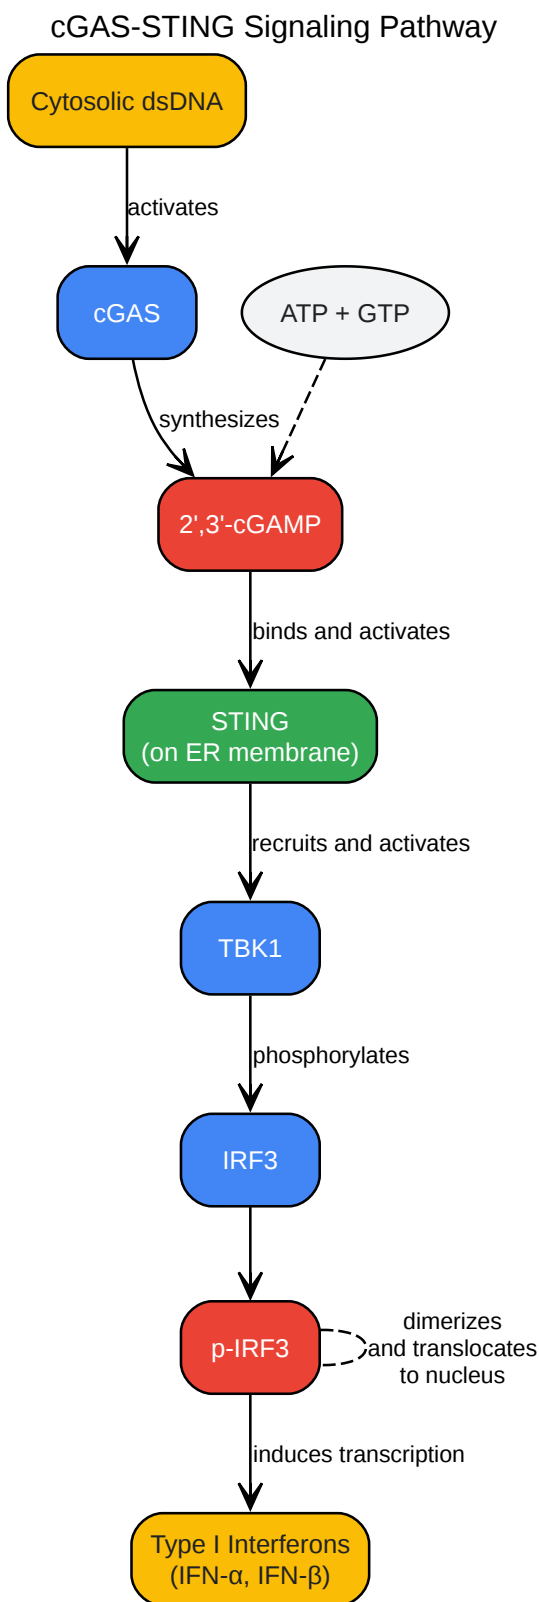 cGAS-STING Signaling Pathway
Cytosolic dsDNA
activates
cGAS
ATP + GTP
synthesizes
2',3'-cGAMP
binds and activates
STING
(on ER membrane)
recruits and activates
TBK1
phosphorylates
IRF3
p-IRF3
dimerizes
and translocates
to nucleus
induces transcription
Type I Interferons
(IFN-α, IFN-β)